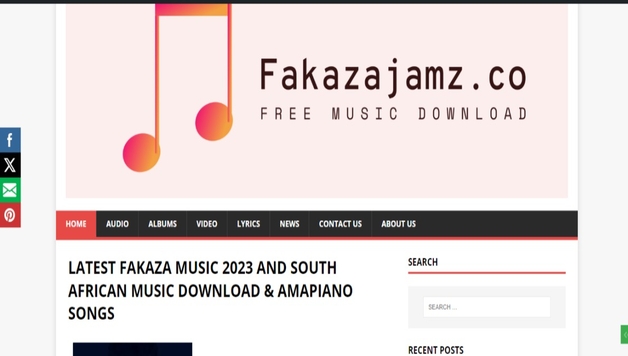 Fakazajamz.co
FREE MUSIC DOWNLOAD
HOME AUDIO ALBUMS VIDEO LYRICS NEWS CONTACT US ABOUT US
LATEST FAKAZA MUSIC 2023 AND SOUTH
AFRICAN MUSIC DOWNLOAD & AMAPIANO
SONGS
SEARCH
SEARCH ...
RECENT POSTS